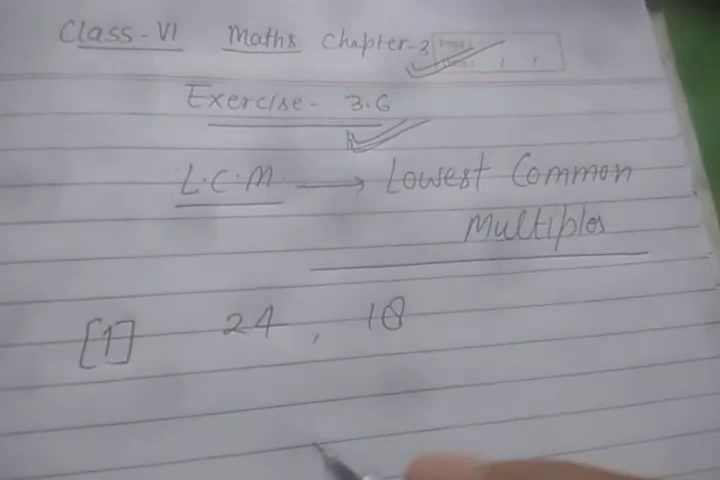 Class-VI Maths Chapter-3
Exercise- 3.6
L.C.M. → Lowest Common
Multiples
[1] 24, 18